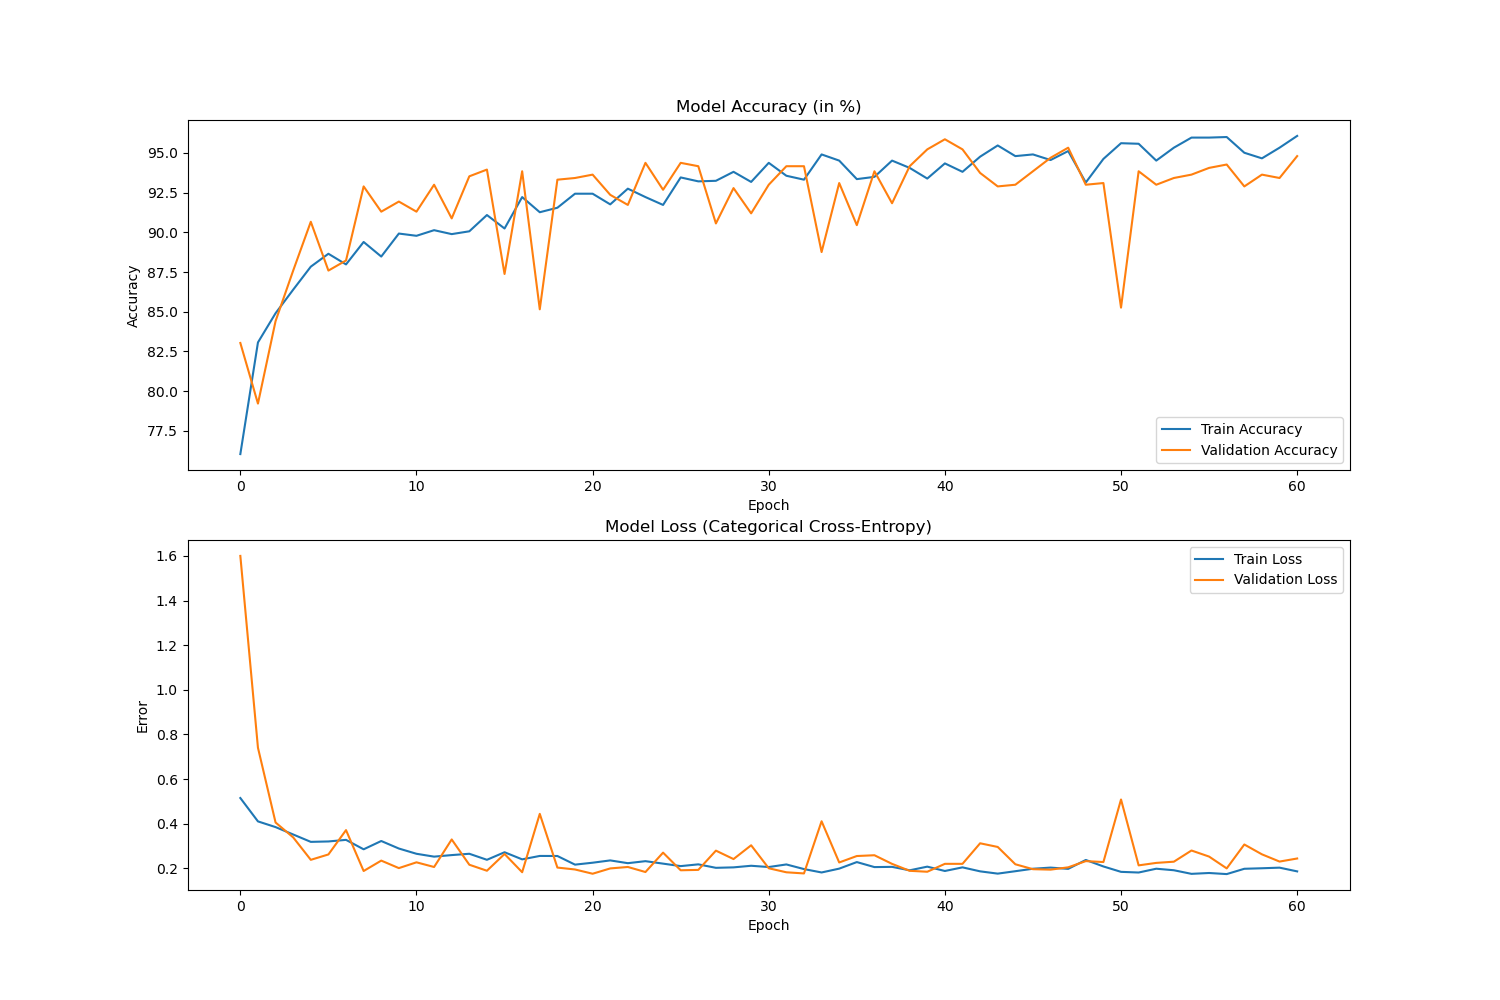 Model Accuracy (in %)
Accuracy
95.0
92.5
90.0
87.5
85.0
82.5
80.0
77.5
Train Accuracy
Validation Accuracy
0 10 20 30 40 50 60
Epoch
Model Loss (Categorical Cross-Entropy)
Error
1.6
1.4
1.2
1.0
0.8
0.6
0.4
0.2
Train Loss
Validation Loss
0 10 20 30 40 50 60
Epoch